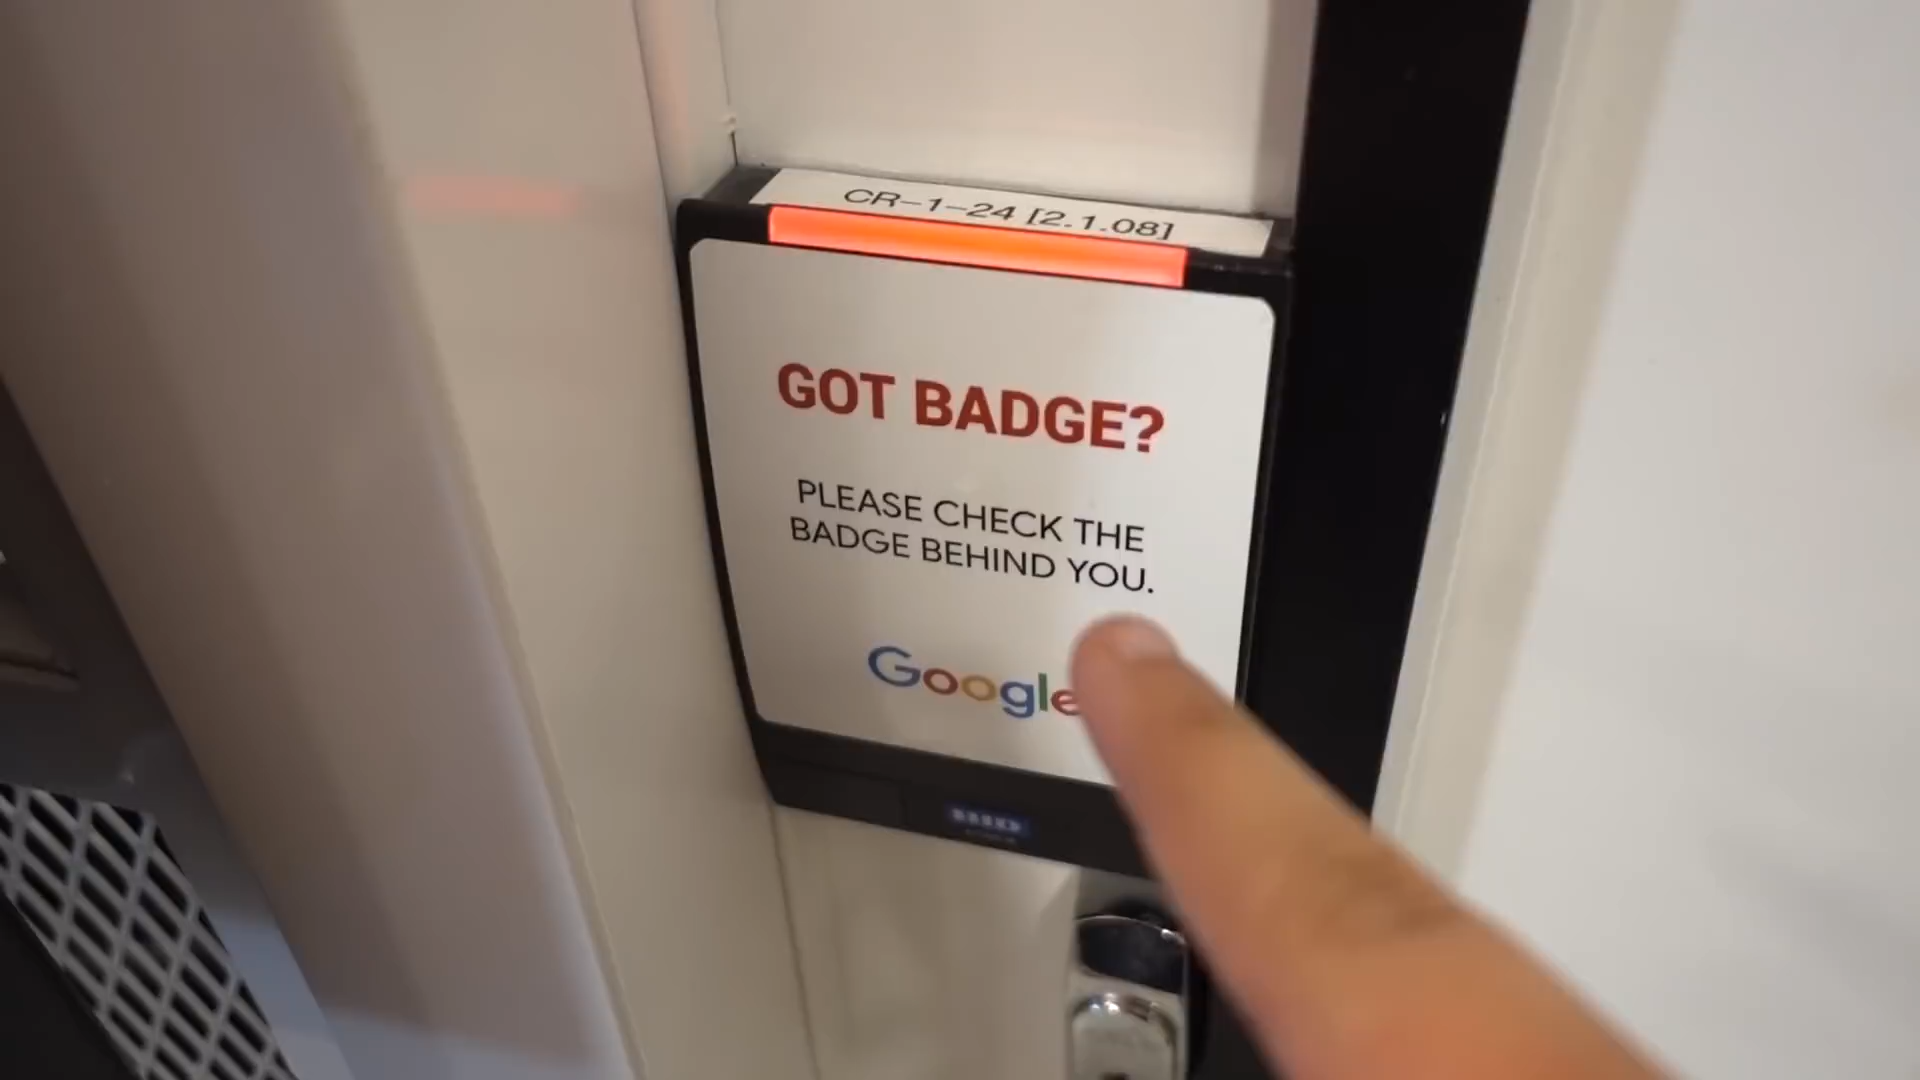 CR-1-24 [2.1.08]
GOT BADGE?
PLEASE CHECK THE
BADGE BEHIND YOU.
Google